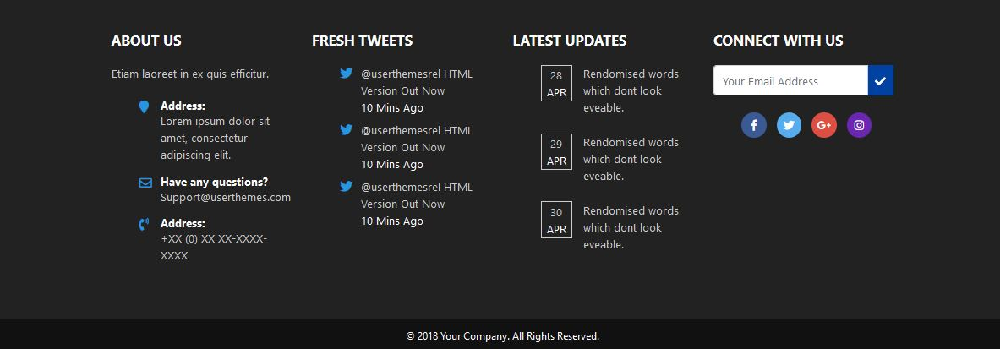 ABOUT US
Etiam laoreet in ex quis efficitur.
Address:
Lorem ipsum dolor sit
amet, consectetur
adipiscing elit.
Have any questions?
Support@userthemes.com
Address:
+XX (0) XX XX-XXXX-
XXXX
FRESH TWEETS
@userthemesrel HTML
Version Out Now
10 Mins Ago
@userthemesrel HTML
Version Out Now
10 Mins Ago
@userthemesrel HTML
Version Out Now
10 Mins Ago
LATEST UPDATES
28
APR
Randomised words
which dont look
eveable.
29
APR
Randomised words
which dont look
eveable.
30
APR
Randomised words
which dont look
eveable.
CONNECT WITH US
Your Email Address
© 2018 Your Company. All Rights Reserved.